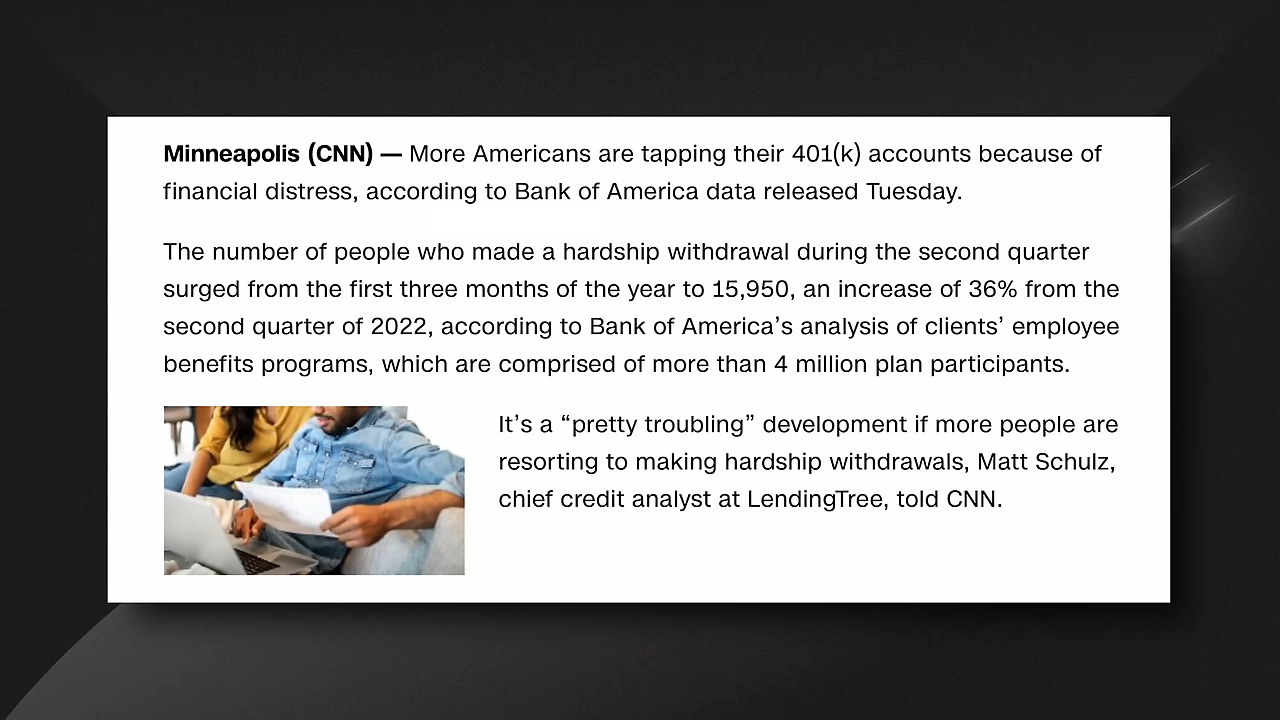 Minneapolis (CNN) — More Americans are tapping their 401(k) accounts because of
financial distress, according to Bank of America data released Tuesday.
The number of people who made a hardship withdrawal during the second quarter
surged from the first three months of the year to 15,950, an increase of 36% from the
second quarter of 2022, according to Bank of America’s analysis of clients’ employee
benefits programs, which are comprised of more than 4 million plan participants.
It’s a “pretty troubling” development if more people are
resorting to making hardship withdrawals, Matt Schulz,
chief credit analyst at LendingTree, told CNN.